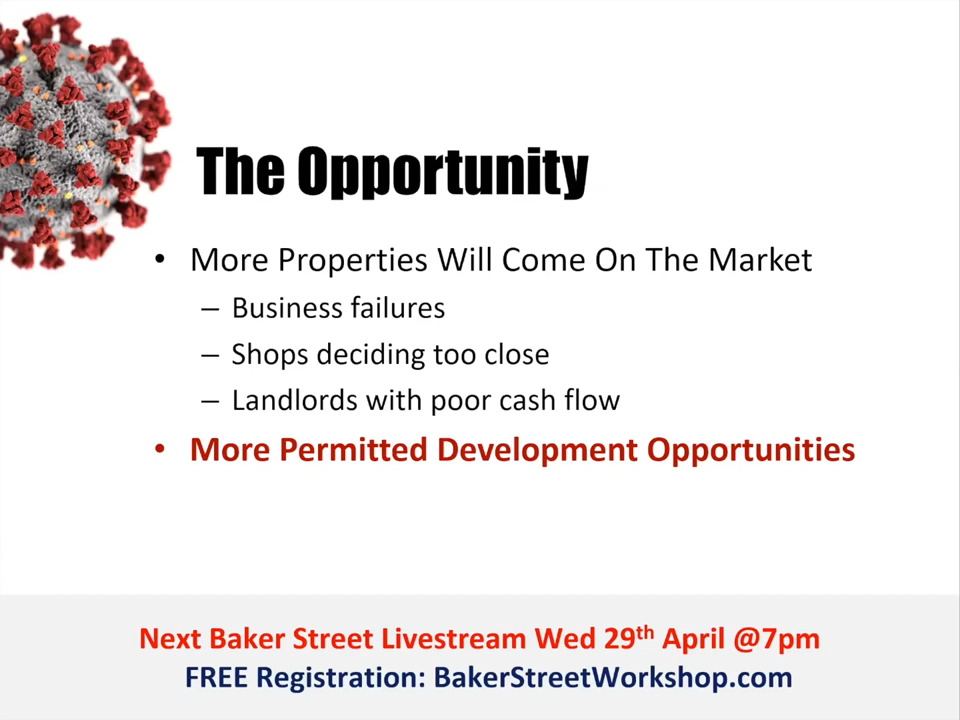 The Opportunity
• More Properties Will Come On The Market
– Business failures
– Shops deciding too close
– Landlords with poor cash flow
• More Permitted Development Opportunities
Next Baker Street Livestream Wed 29th April @7pm
FREE Registration: BakerStreetWorkshop.com